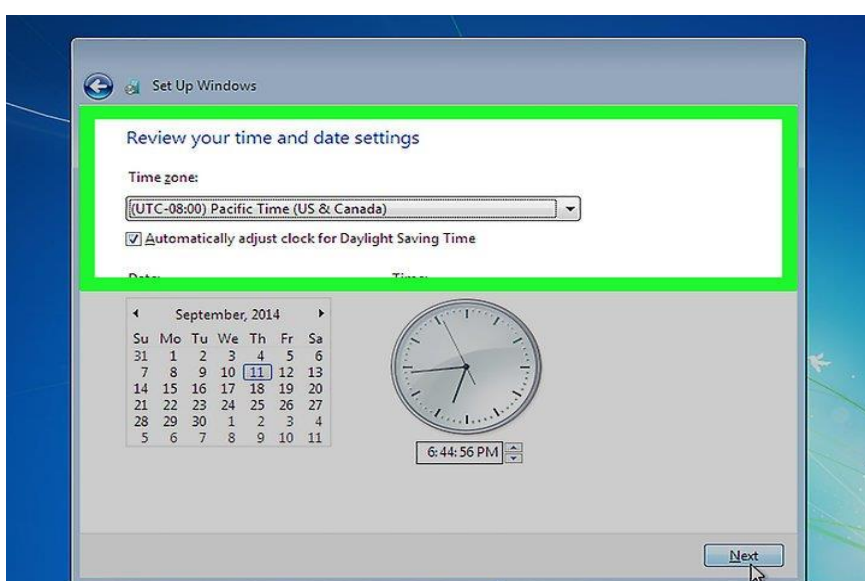 Set Up Windows
Review your time and date settings
Time zone:
(UTC-08:00) Pacific Time (US & Canada)
Automatically adjust clock for Daylight Saving Time
Date: Time:
September, 2014
Su Mo Tu We Th Fr Sa
31 1 2 3 4 5 6
7 8 9 10 11 12 13
14 15 16 17 18 19 20
21 22 23 24 25 26 27
28 29 30 1 2 3 4
5 6 7 8 9 10 11
6:44:56 PM
Next